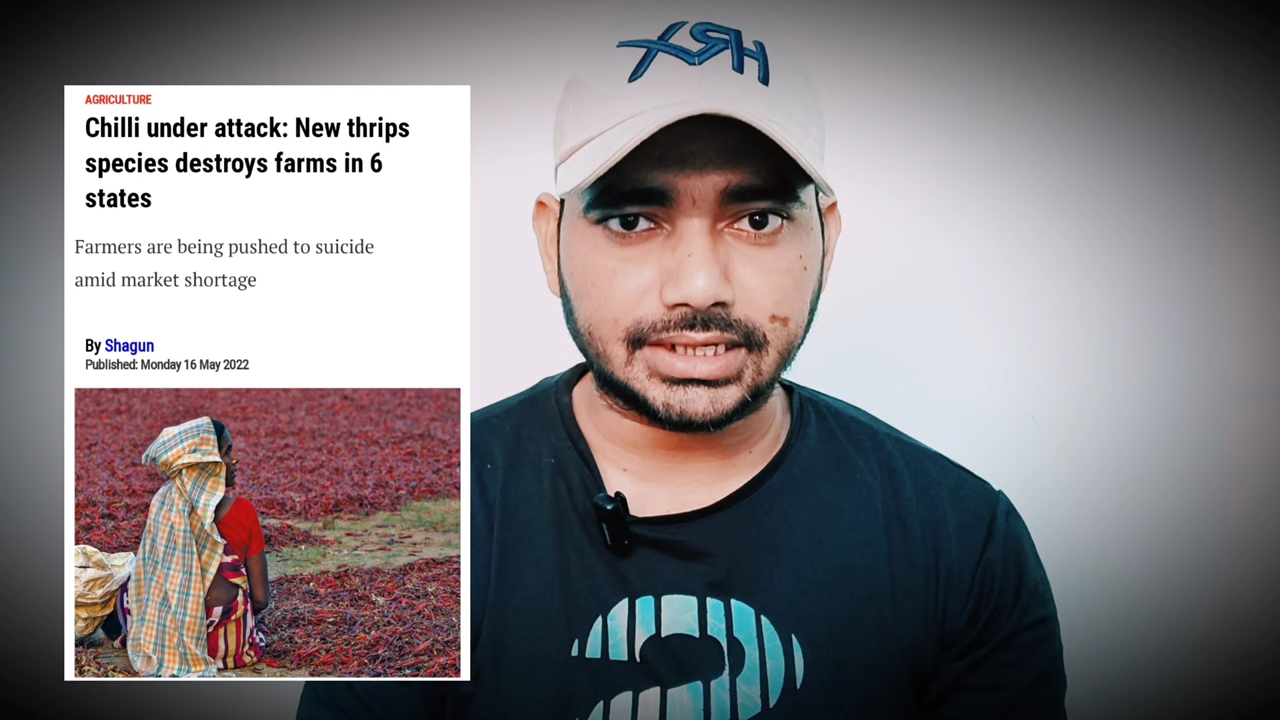 AGRICULTURE
Chilli under attack: New thrips
species destroys farms in 6
states
Farmers are being pushed to suicide
amid market shortage
By Shagun
Published: Monday 16 May 2022
HRX